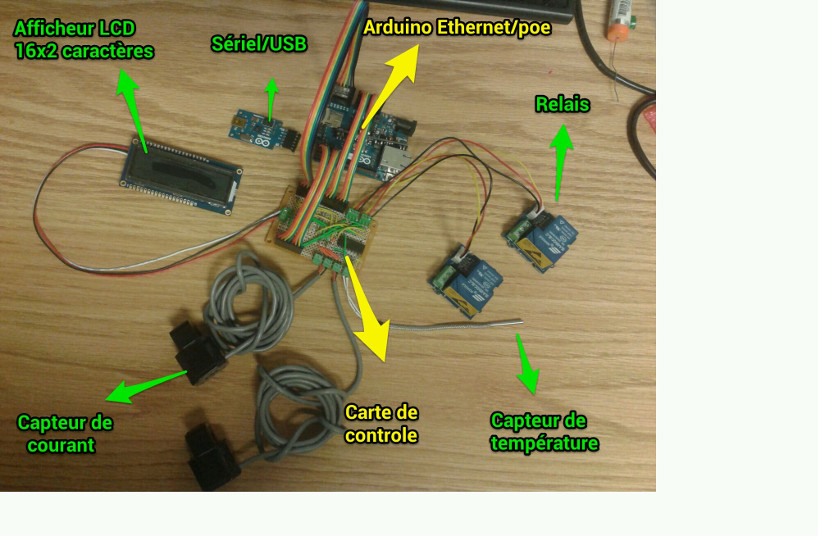 Afficheur LCD
16x2 caractères
Sériel/USB
Arduino Ethernet/poe
Relais
Capteur de
courant
Carte de
controle
Capteur de
température